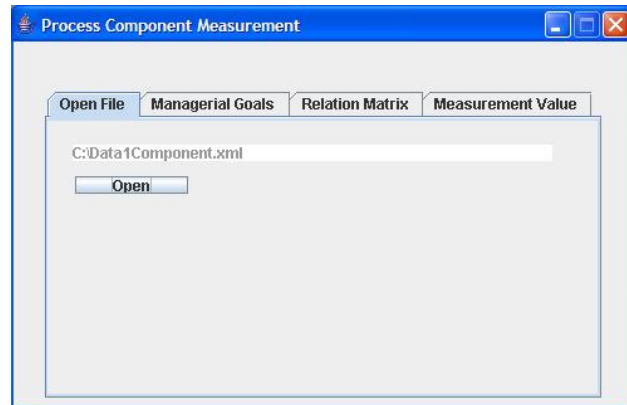 Process Component Measurement
Open File Managerial Goals Relation Matrix Measurement Value
C:\Data1Component.xml
Open